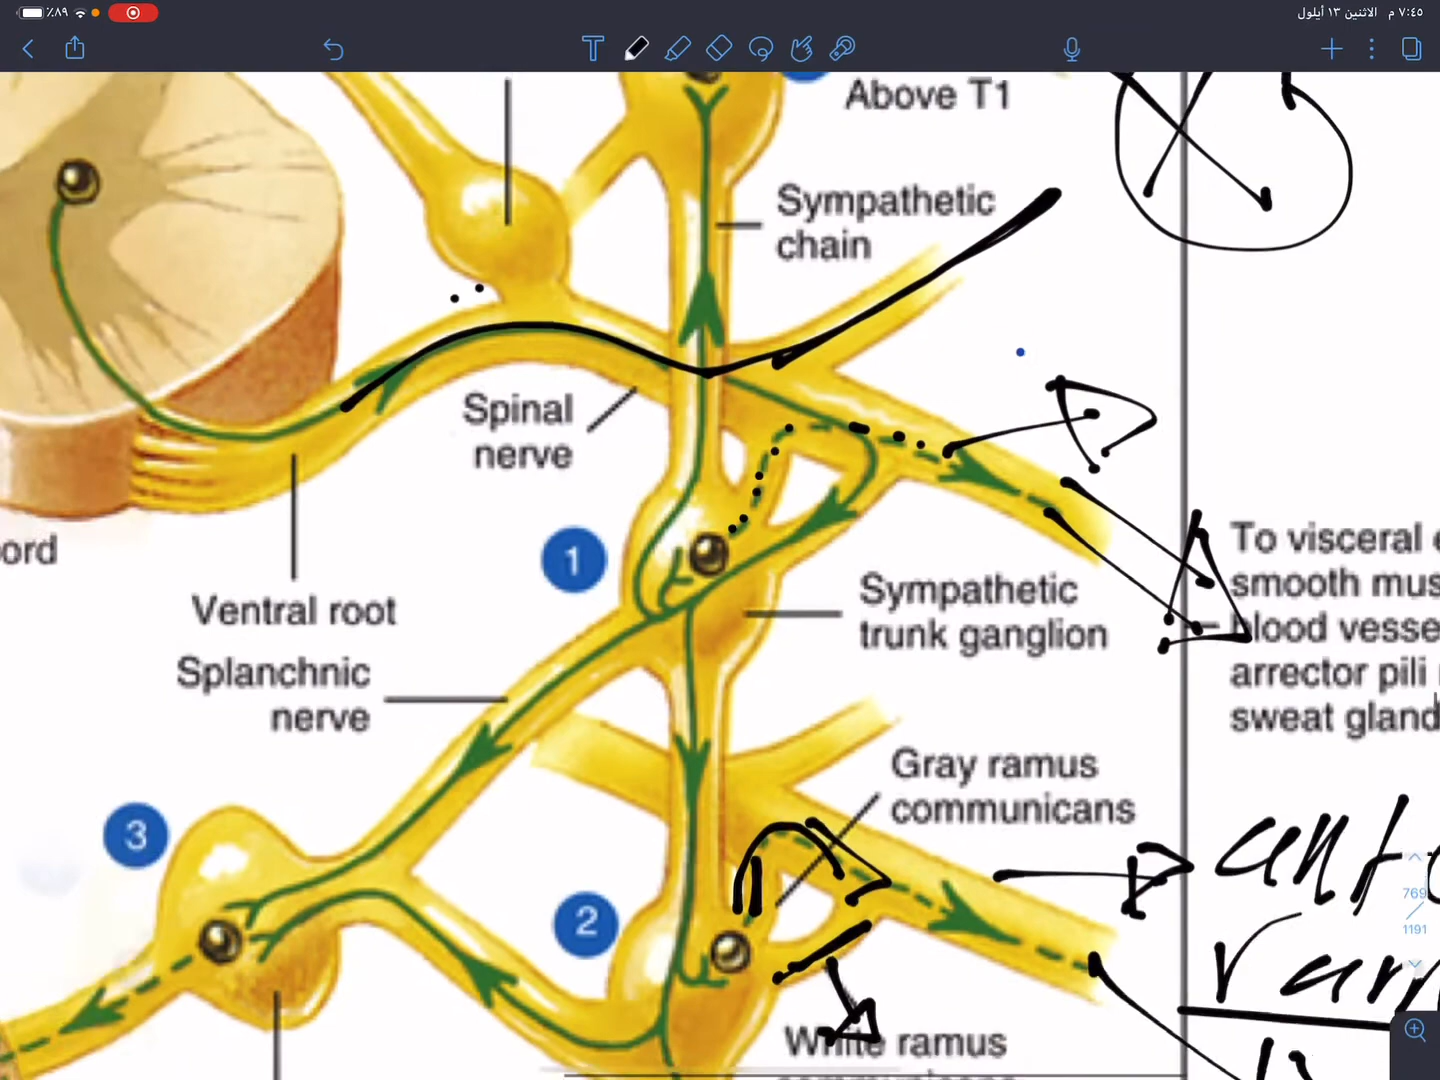 ٪٨٩
٧:٤٥ م الاثنين ١٣ أيلول
T
Above T1
Sympathetic
chain
Spinal
nerve
1
ord
Ventral root
Sympathetic
trunk ganglion
To visceral e
smooth mus
blood vesse
arrector pili
sweat gland
Splanchnic
nerve
Gray ramus
communicans
3
2
ant
ram
769
1191
White ramus